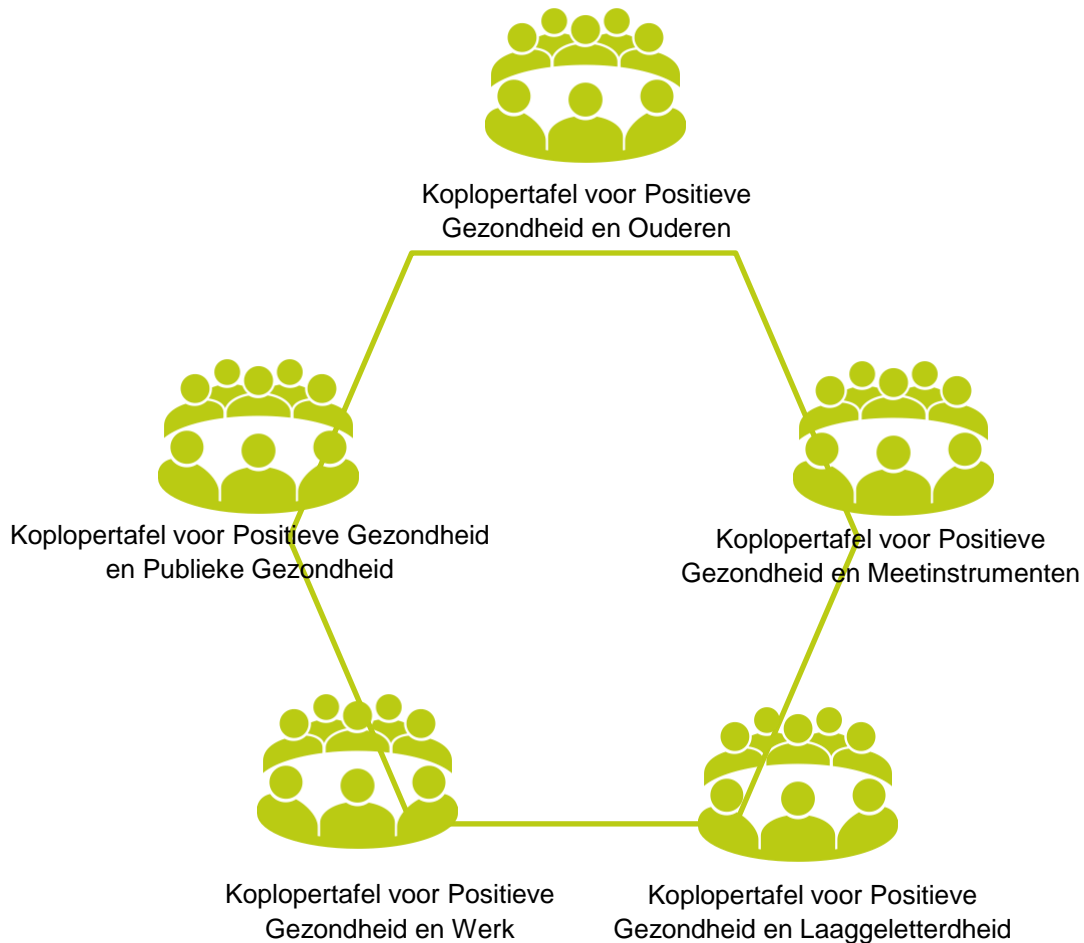 Koplopertafel voor Positieve
Gezondheid en Ouderen
Koplopertafel voor Positieve Gezondheid
en Publieke Gezondheid
Koplopertafel voor Positieve
Gezondheid en Meetinstrumenten
Koplopertafel voor Positieve
Gezondheid en Werk
Koplopertafel voor Positieve
Gezondheid en Laaggeletterdheid